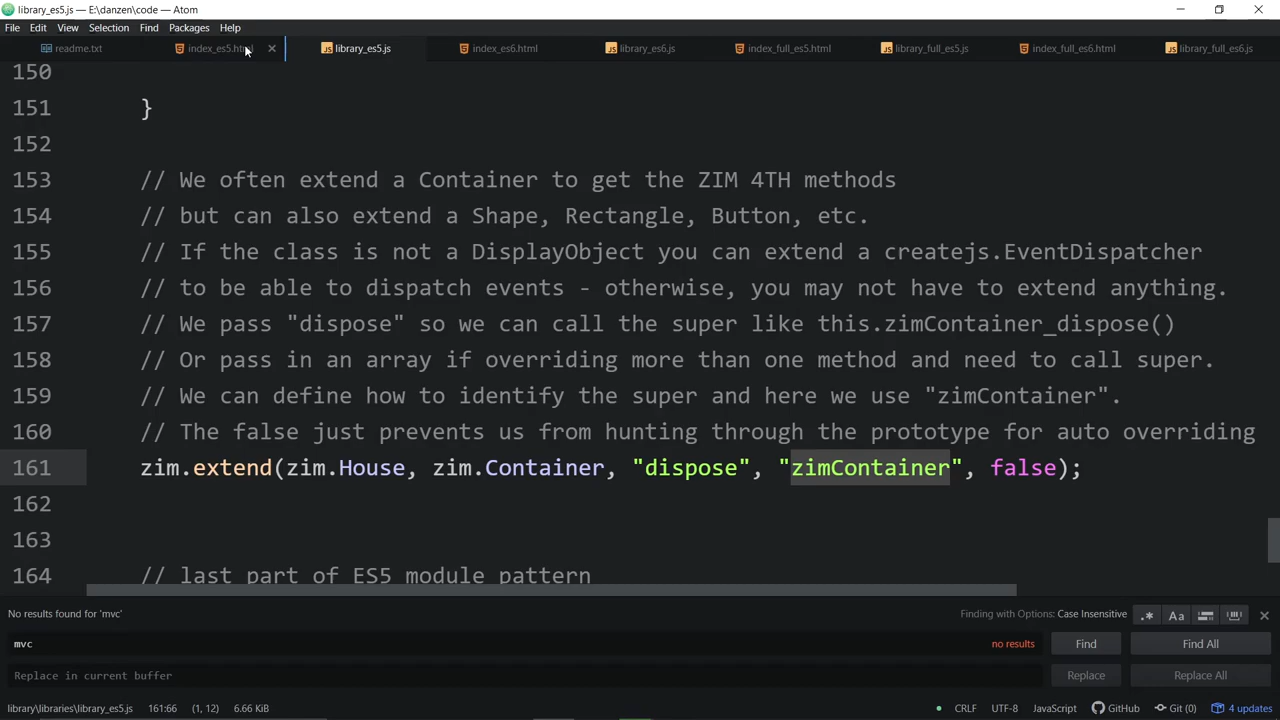 library_es5.js — E:\danzen\code — Atom
File Edit View Selection Find Packages Help
readme.txt index_es5.html library_es5.js index_es6.html library_es6.js index_full_es5.html library_full_es5.js index_full_es6.html library_full_es6.js
150
151 }
152
153 // We often extend a Container to get the ZIM 4TH methods
154 // but can also extend a Shape, Rectangle, Button, etc.
155 // If the class is not a DisplayObject you can extend a createjs.EventDispatcher
156 // to be able to dispatch events - otherwise, you may not have to extend anything.
157 // We pass "dispose" so we can call the super like this.zimContainer_dispose()
158 // Or pass in an array if overriding more than one method and need to call super.
159 // We can define how to identify the super and here we use "zimContainer".
160 // The false just prevents us from hunting through the prototype for auto overriding
161 zim.extend(zim.House, zim.Container, "dispose", "zimContainer", false);
162
163
164 // last part of ES5 module pattern
No results found for 'mvc'
Finding with Options: Case Insensitive
.* Aa
mvc
no results
Find
Find All
Replace in current buffer
Replace
Replace All
library\libraries\library_es5.js 161:66 (1, 12) 6.66 KiB
CRLF UTF-8 JavaScript GitHub Git (0) 4 updates